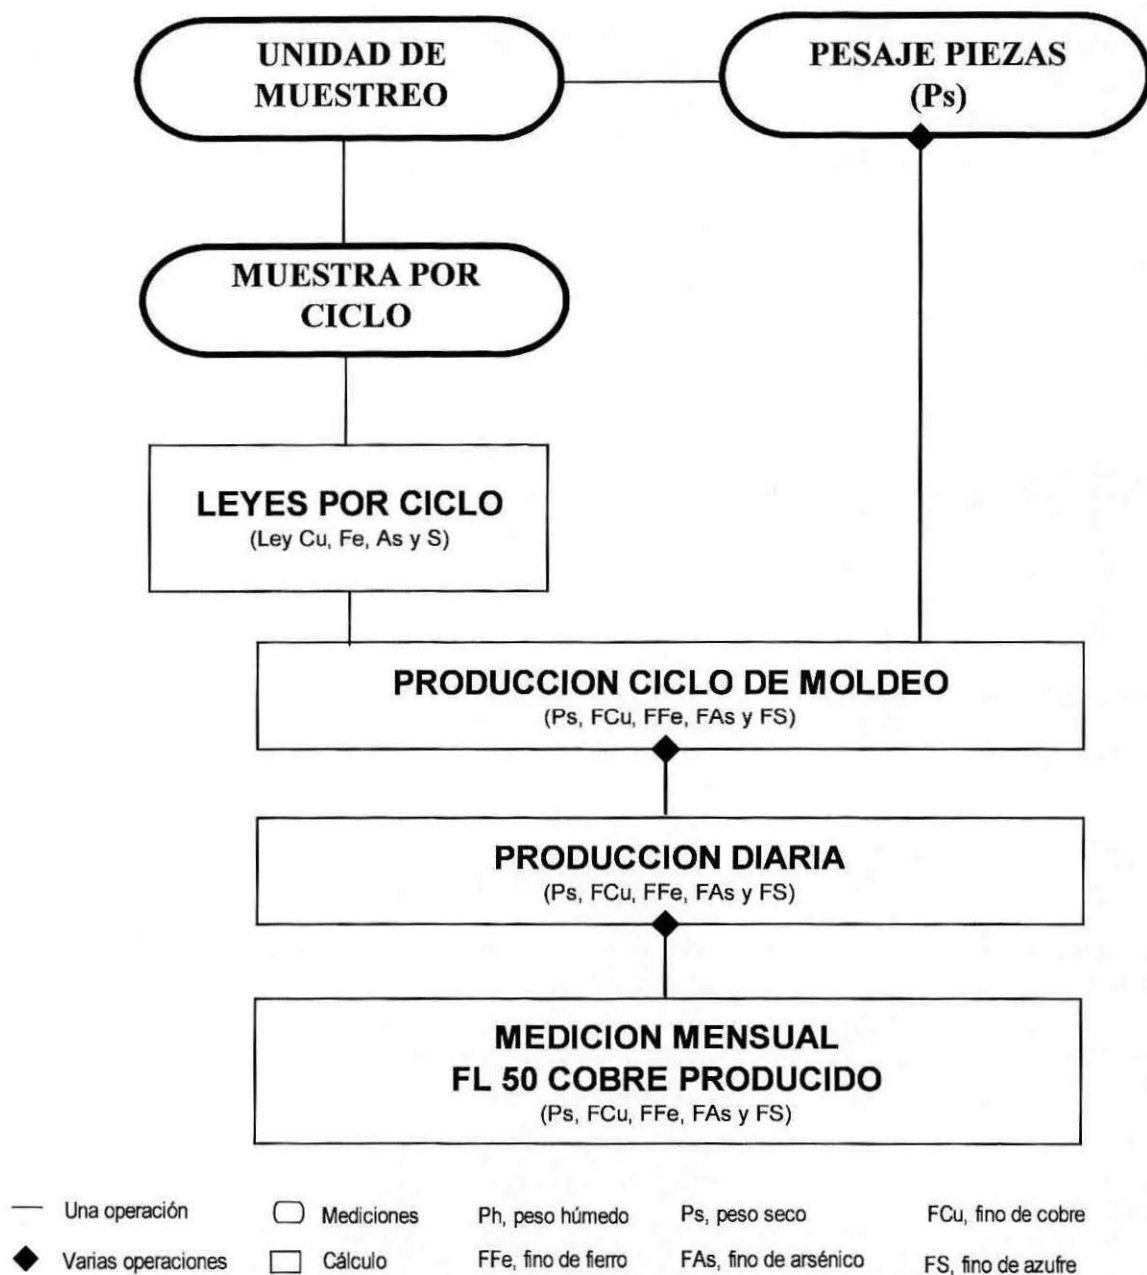 UNIDAD DE
MUESTREO
PESAJE PIEZAS
(Ps)
MUESTRA POR
CICLO
LEYES POR CICLO
(Ley Cu, Fe, As y S)
PRODUCCION CICLO DE MOLDEO
(Ps, FCu, FFe, FAs y FS)
PRODUCCION DIARIA
(Ps, FCu, FFe, FAs y FS)
MEDICION MENSUAL
FL 50 COBRE PRODUCIDO
(Ps, FCu, FFe, FAs y FS)
Una operación
Mediciones
Ph, peso húmedo
Ps, peso seco
FCu, fino de cobre
Varias operaciones
Cálculo
FFe, fino de fierro
FAs, fino de arsénico
FS, fino de azufre